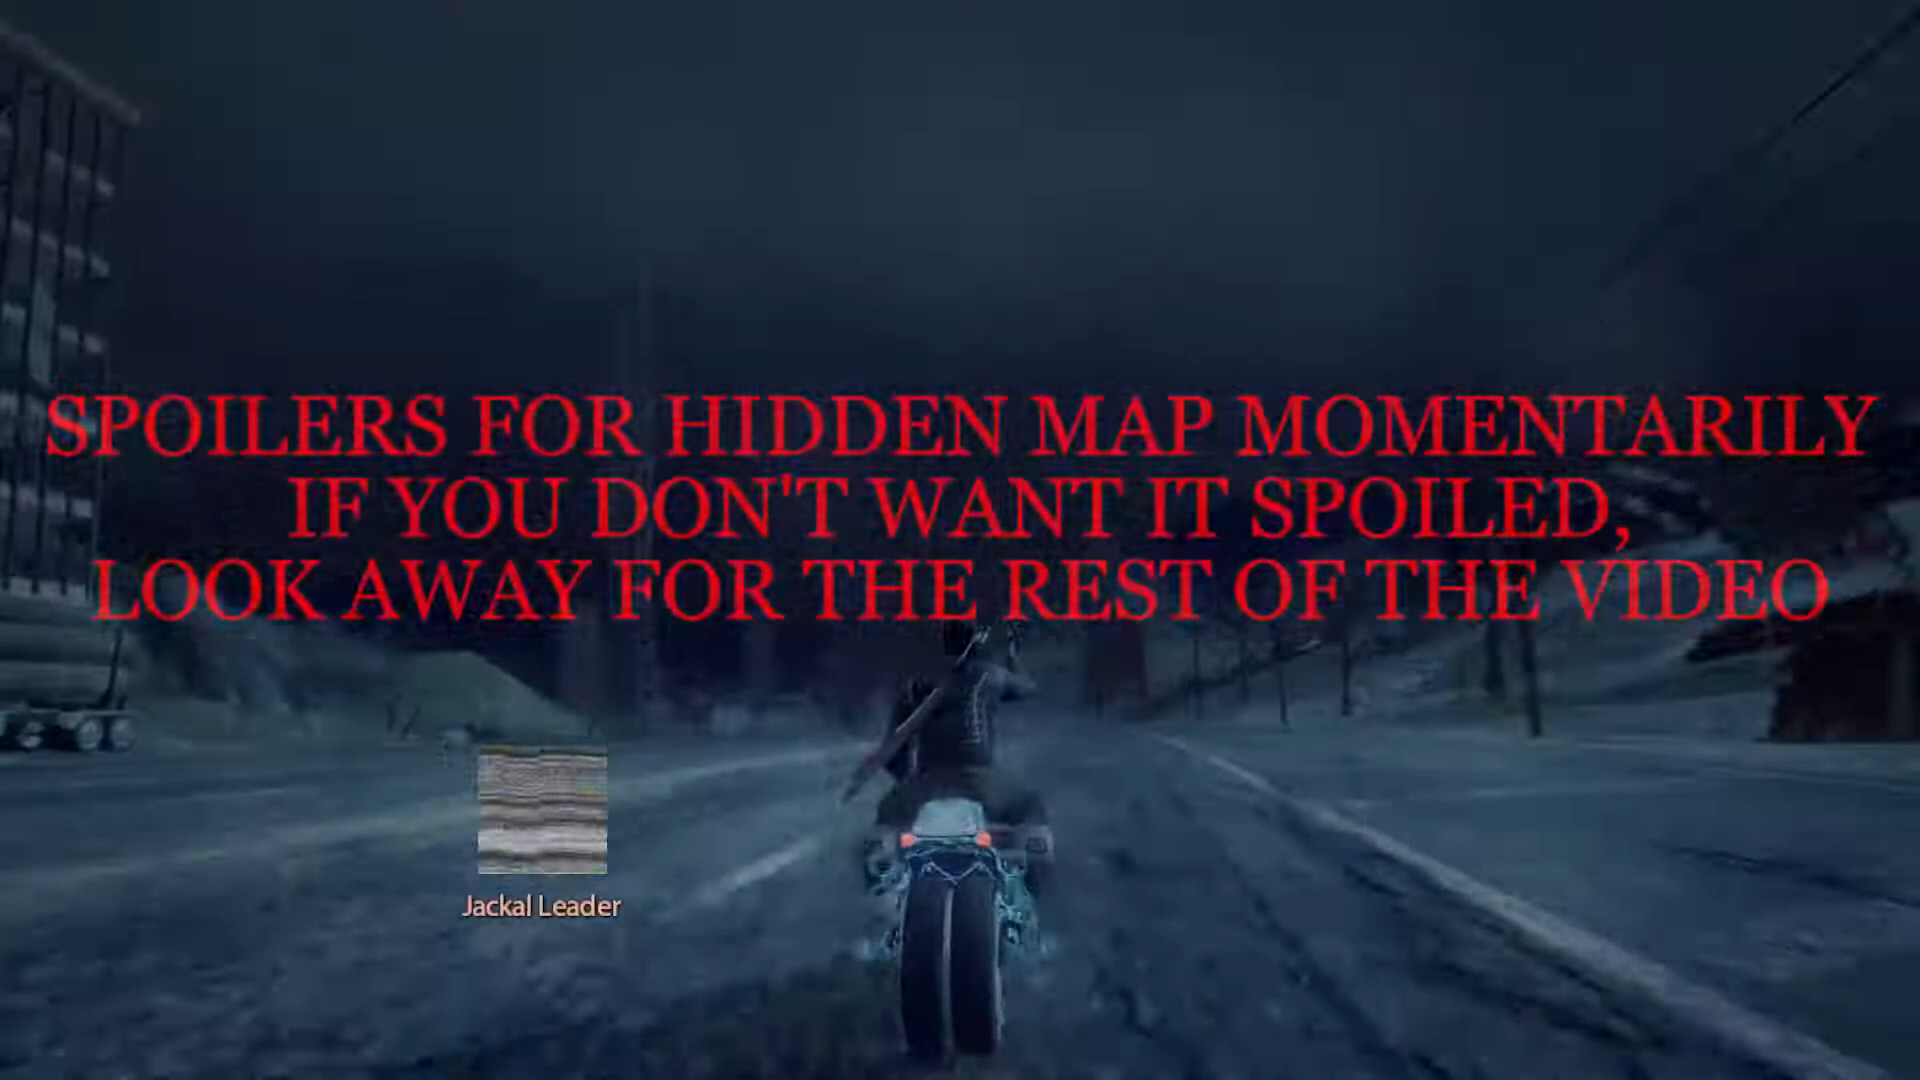 SPOILERS FOR HIDDEN MAP MOMENTARILY
IF YOU DON'T WANT IT SPOILED,
LOOK AWAY FOR THE REST OF THE VIDEO
Jackal Leader